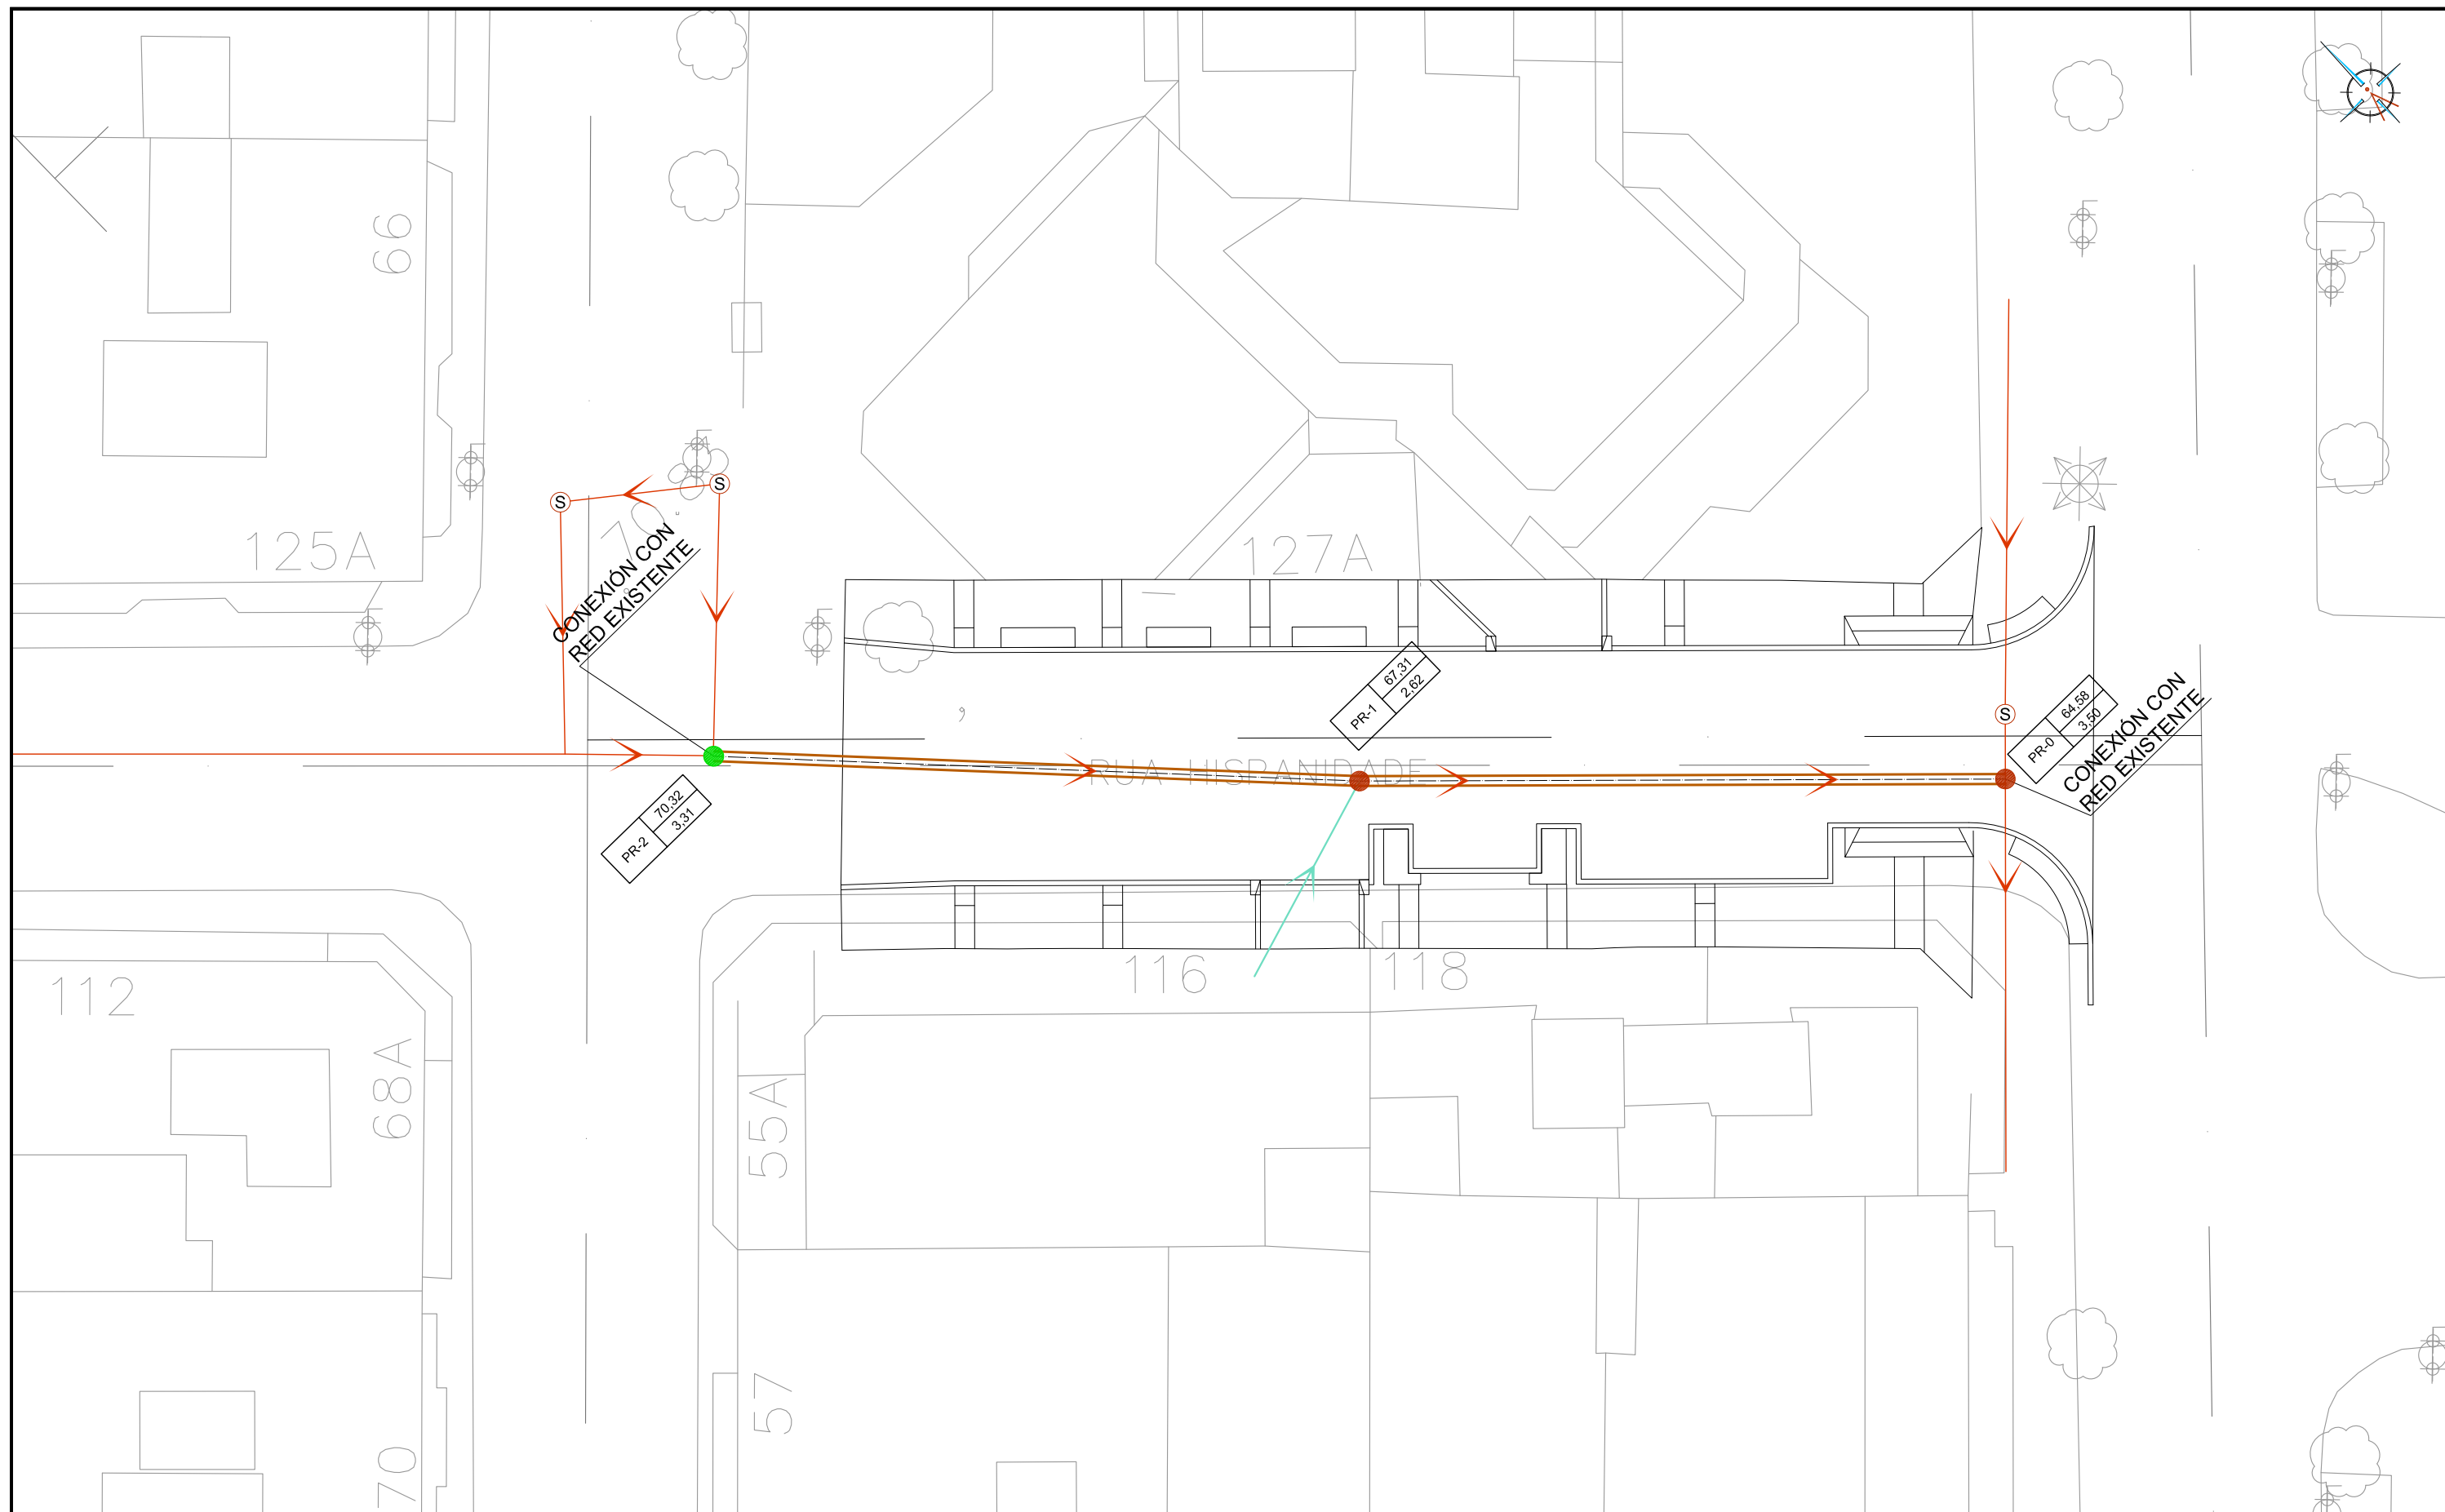 66
S
S
125A
CONEXIÓN CON
RED EXISTENTE
127A
PR-1
67,31
2,62
S
PR-0
64,58
3,50
CONEXIÓN CON
RED EXISTENTE
RUA HISPANIDADE
PR-2
70,32
3,31
112
116
118
68A
55A
57
70